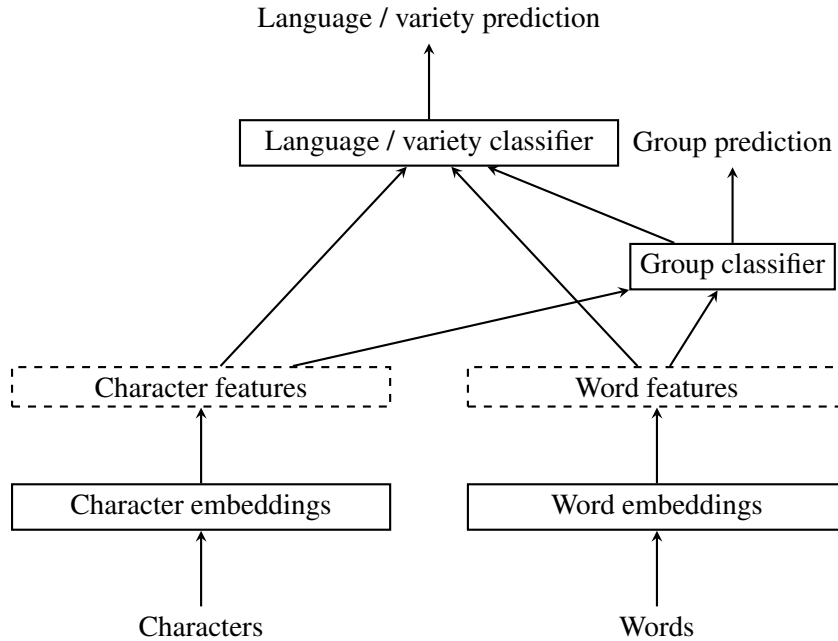 Language / variety prediction
Language / variety classifier
Group prediction
Group classifier
Character features
Word features
Character embeddings
Word embeddings
Characters
Words